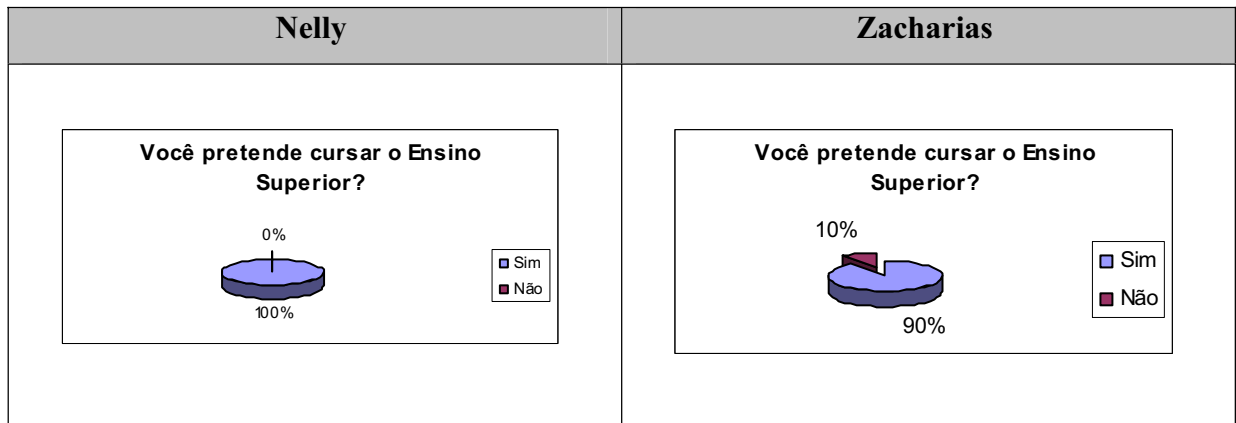 Nelly
Zacharias
Você pretende cursar o Ensino
Superior?
0%
100%
Sim
Não
Você pretende cursar o Ensino
Superior?
10%
90%
Sim
Não